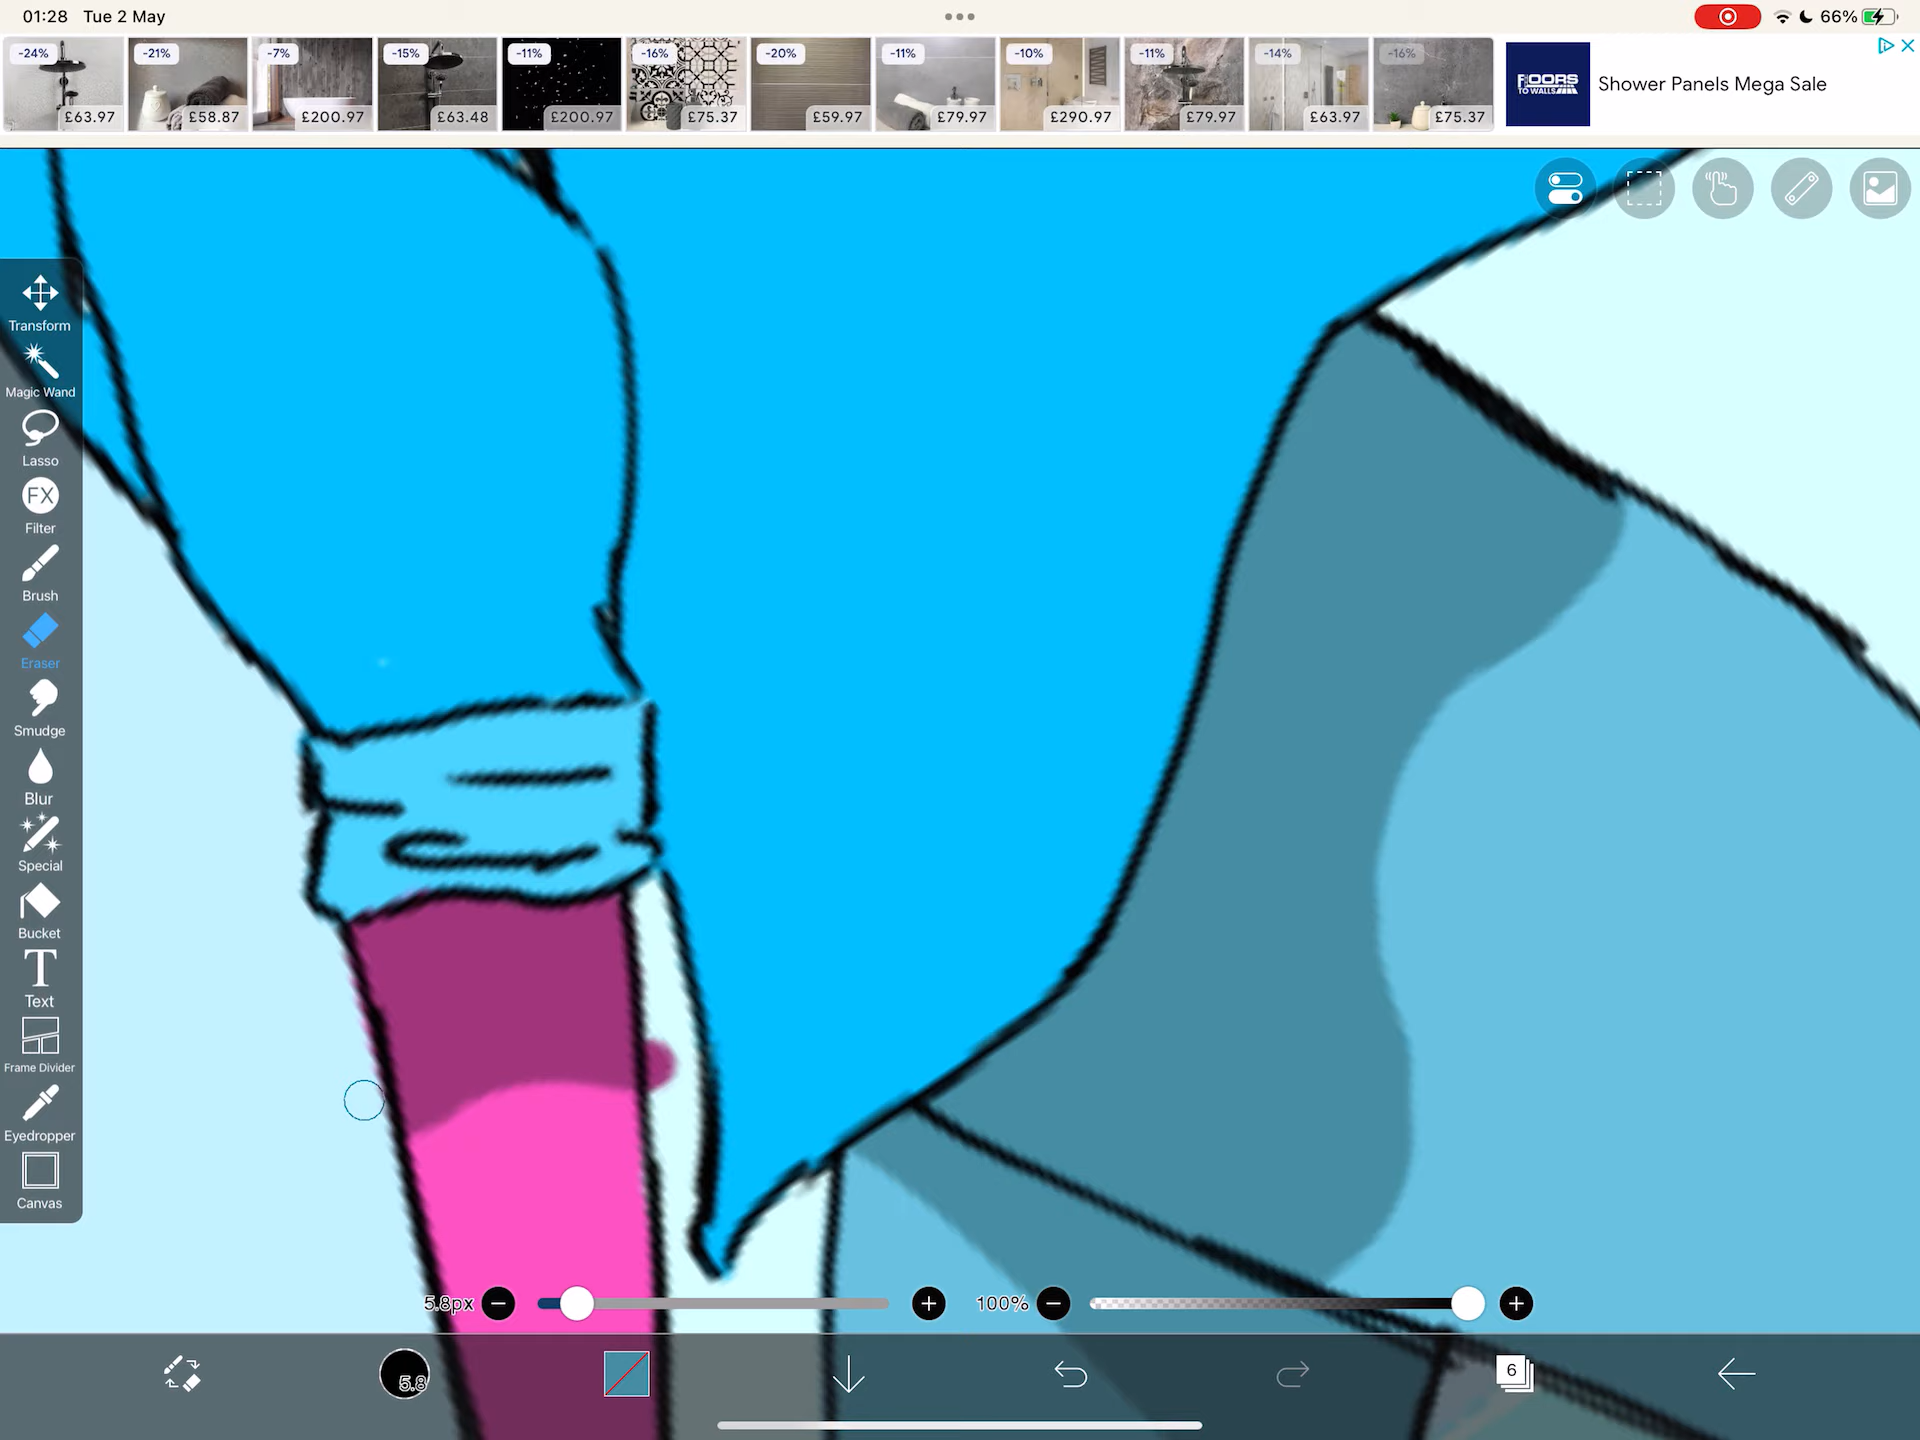 01:28 Tue 2 May
66%
-24%
£63.97
-21%
£58.87
-7%
£200.97
-15%
£63.48
-11%
£200.97
-16%
£75.37
-20%
£59.97
-11%
£79.97
-10%
£290.97
-11%
£79.97
-14%
£63.97
-16%
£75.37
FLOORS
TO WALLS
Shower Panels Mega Sale
Transform
Magic Wand
Lasso
FX
Filter
Brush
Eraser
Smudge
Blur
Special
Bucket
T
Text
Frame Divider
Eyedropper
Canvas
5.8px
100%
5.8
6